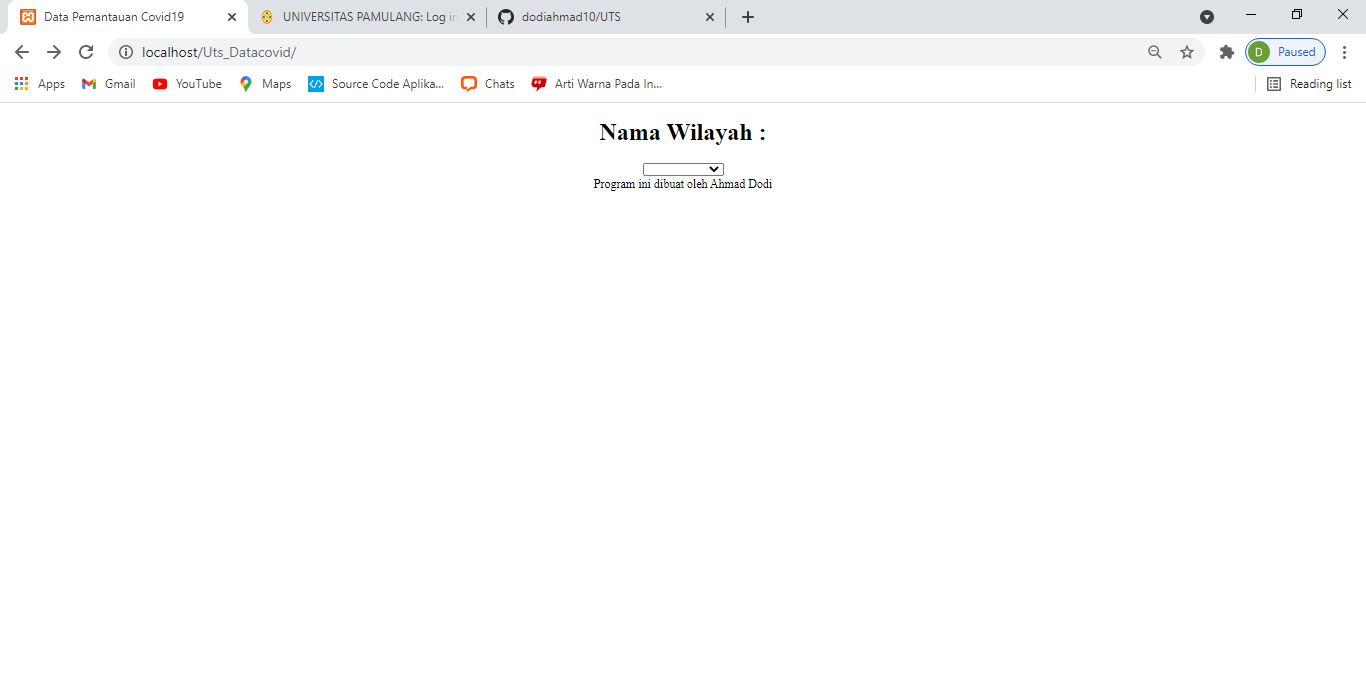 Data Pemantauan Covid19
UNIVERSITAS PAMULANG: Log in
dodiahmad10/UTS
localhost/Uts_Datacovid/
D Paused
Apps
Gmail
YouTube
Maps
Source Code Aplika...
Chats
Arti Warna Pada In...
Reading list
Nama Wilayah :
Program ini dibuat oleh Ahmad Dodi